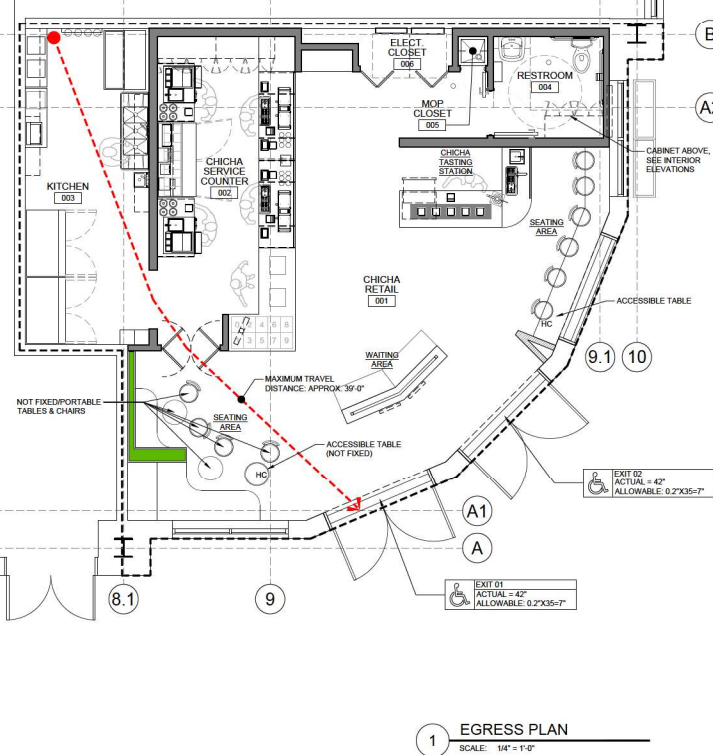 B
ELECT.
CLOSET
006
RESTROOM
004
MOP
CLOSET
005
CABINET ABOVE,
SEE INTERIOR
ELEVATIONS
CHICHA
TASTING
STATION
CHICHA
SERVICE
COUNTER
002
KITCHEN
003
SEATING
AREA
CHICHA
RETAIL
001
ACCESSIBLE TABLE
HC
0 2 4 6 8
1 3 5 7 9
WAITING
AREA
9.1
10
MAXIMUM TRAVEL
DISTANCE: APPROX. 39'-0"
NOT FIXED/PORTABLE
TABLES & CHAIRS
SEATING
AREA
ACCESSIBLE TABLE
(NOT FIXED)
HC
EXIT 02
ACTUAL = 42"
ALLOWABLE: 0.2"X35=7"
A1
A
EXIT 01
ACTUAL = 42"
ALLOWABLE: 0.2"X35=7"
8.1
9
1
EGRESS PLAN
SCALE: 1/4" = 1'-0"